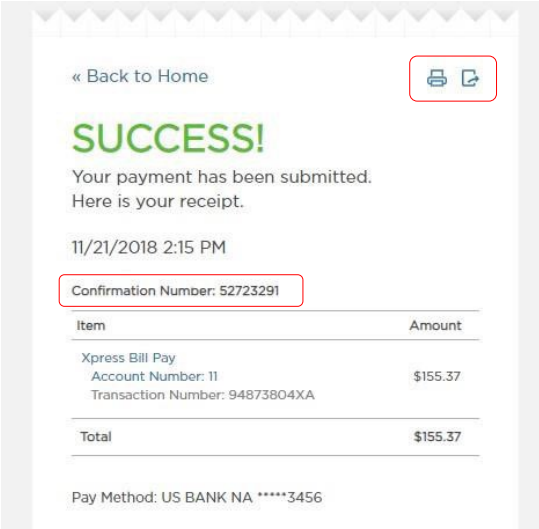 « Back to Home
SUCCESS!
Your payment has been submitted.
Here is your receipt.
11/21/2018 2:15 PM
Confirmation Number: 52723291
Item Amount
Xpress Bill Pay
Account Number: 11 $155.37
Transaction Number: 94873804XA
Total $155.37
Pay Method: US BANK NA *****3456